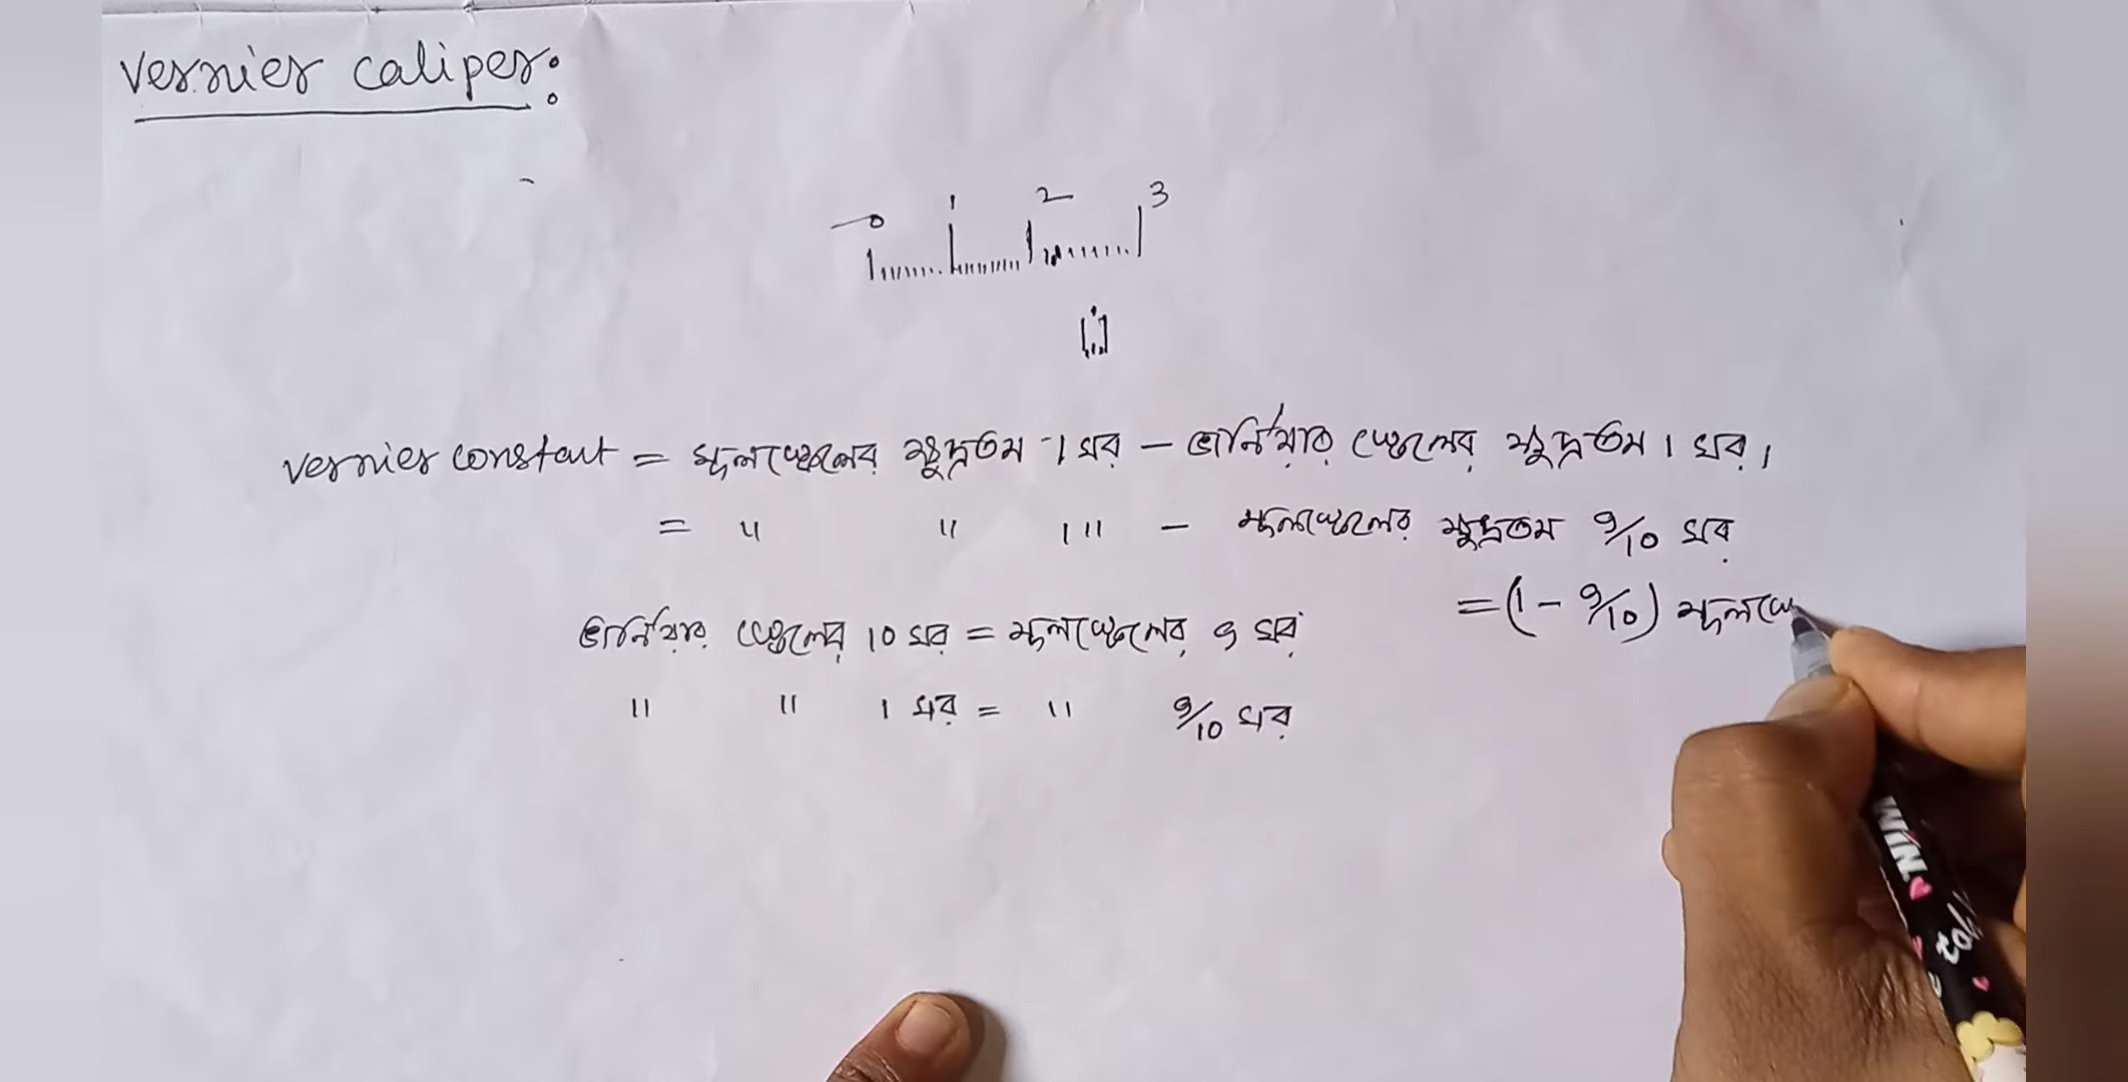 Vernier caliper:
0 1 2 3
vernier constant = মূলস্কেলের ক্ষুদ্রতম 1 ঘর - ভার্নিয়ার স্কেলের ক্ষুদ্রতম 1 ঘর,
= " " 1 " - মূলস্কেলের ক্ষুদ্রতম 9/10 ঘর
= (1 - 9/10) মূলস্কে
ভার্নিয়ার স্কেলের 10 ঘর = মূলস্কেলের 9 ঘর
" " 1 ঘর = " 9/10 ঘর